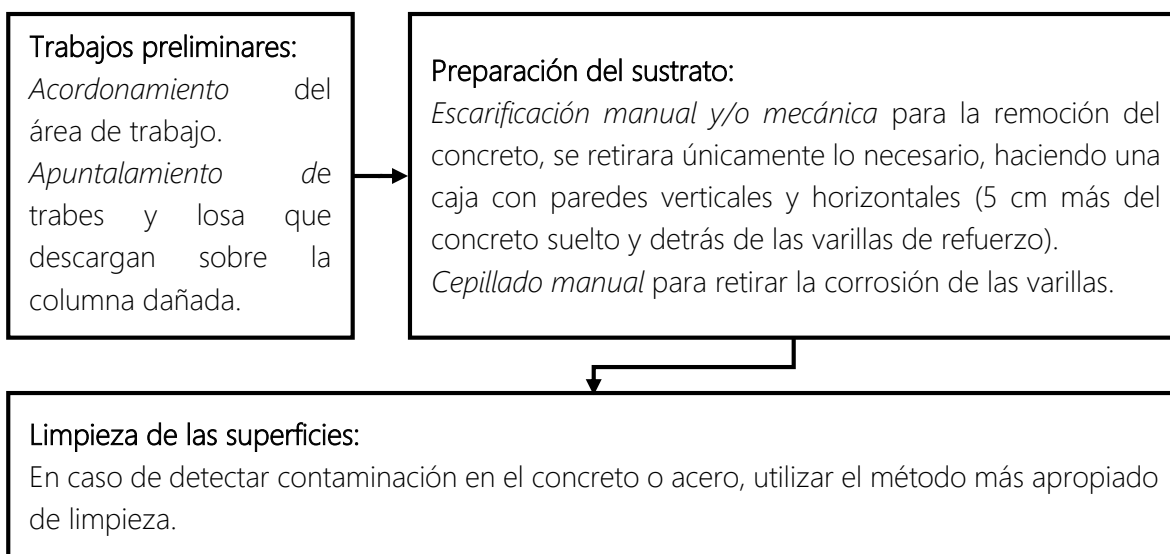 Trabajos preliminares:
Acordonamiento del
área de trabajo.
Apuntalamiento de
trabes y losa que
descargan sobre la
columna dañada.
Preparación del sustrato:
Escarificación manual y/o mecánica para la remoción del
concreto, se retirara únicamente lo necesario, haciendo una
caja con paredes verticales y horizontales (5 cm más del
concreto suelto y detrás de las varillas de refuerzo).
Cepillado manual para retirar la corrosión de las varillas.
Limpieza de las superficies:
En caso de detectar contaminación en el concreto o acero, utilizar el método más apropiado
de limpieza.